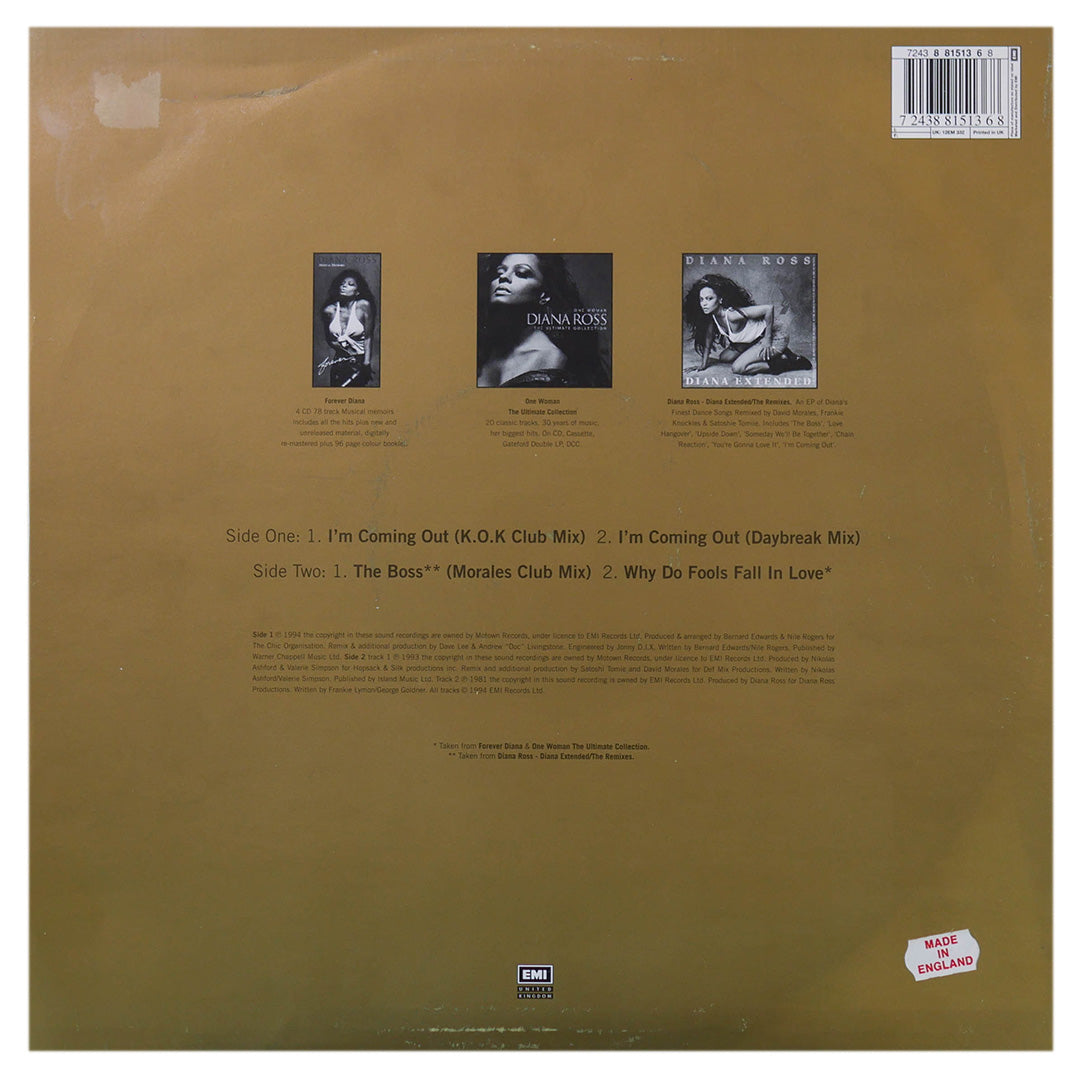 7243 8 81513 6 8
EMI
7 24388 15136 8
UK: 12EM 332
Printed in UK
DIANA ROSS
forever
ONE WOMAN
DIANA ROSS
THE ULTIMATE COLLECTION
DIANA ROSS
DIANA EXTENDED
Forever Diana
4 CD 78 track Musical memoirs
Includes all the hits plus new and
unreleased material, digitally
re-mastered plus 96 page colour booklet.
One Woman
The Ultimate Collection
20 classic tracks. 30 years of music,
her biggest hits. On CD, Cassette,
Gatefold Double LP, DCC.
Diana Ross - Diana Extended/The Remixes. An EP of Diana's
Finest Dance Songs Remixed by David Morales, Frankie
Knuckles & Satoshie Tomiie. Includes 'The Boss', 'Love
Hangover', 'Upside Down', 'Someday We'll Be Together', 'Chain
Reaction', 'You're Gonna Love It', 'I'm Coming Out'.
Side One: 1. I'm Coming Out (K.O.K Club Mix) 2. I'm Coming Out (Daybreak Mix)
Side Two: 1. The Boss** (Morales Club Mix) 2. Why Do Fools Fall In Love*
Side 1 ℗ 1994 the copyright in these sound recordings are owned by Motown Records, under licence to EMI Records Ltd. Produced & arranged by Bernard Edwards & Nile Rogers for
The Chic Organisation. Remix & additional production by Dave Lee & Andrew "Doc" Livingstone. Engineered by Jonny D.I.X. Written by Bernard Edwards/Nile Rogers. Published by
Warner Chappell Music Ltd. Side 2 track 1 ℗ 1993 the copyright in these sound recordings are owned by Motown Records, under licence to EMI Records Ltd. Produced by Nikolas
Ashford & Valerie Simpson for Hopsack & Silk productions inc. Remix and additional production by Satoshi Tomie and David Morales for Def Mix Productions. Written by Nikolas
Ashford/Valerie Simpson. Published by Island Music Ltd. Track 2 ℗ 1981 the copyright in this sound recording is owned by EMI Records Ltd. Produced by Diana Ross for Diana Ross
Productions. Written by Frankie Lymon/George Goldner. All tracks © 1994 EMI Records Ltd.
* Taken from Forever Diana & One Woman The Ultimate Collection.
** Taken from Diana Ross - Diana Extended/The Remixes.
MADE
IN
ENGLAND
EMI
UNITED
KINGDOM